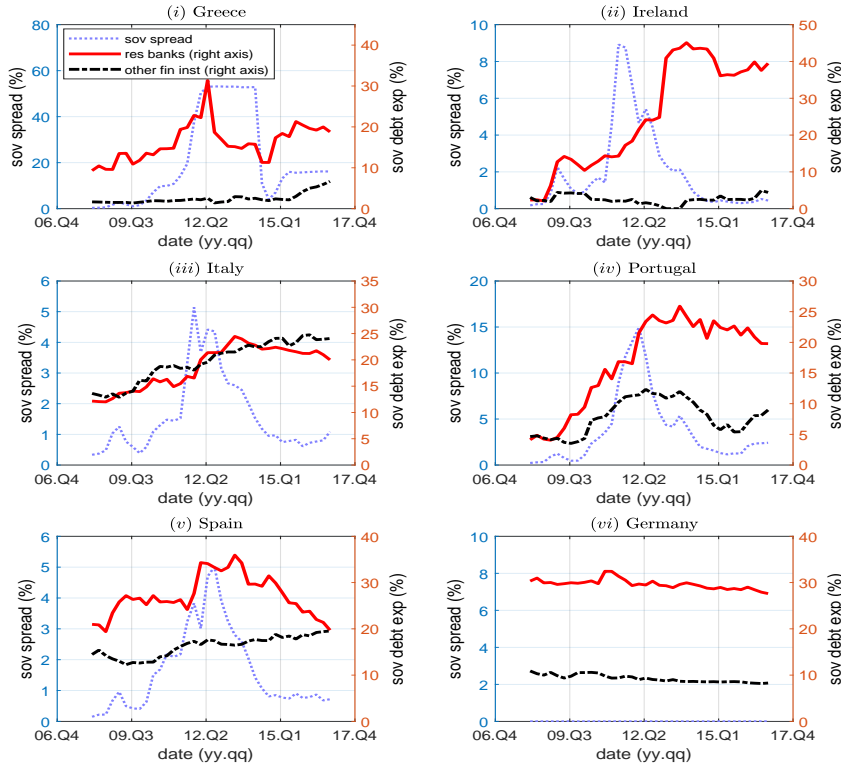 (i) Greece
sov spread (%)
80
60
40
20
0
sov spread
res banks (right axis)
other fin inst (right axis)
sov debt exp (%)
40
30
20
10
0
06.Q4 09.Q3 12.Q2 15.Q1 17.Q4
date (yy.qq)
(ii) Ireland
sov spread (%)
10
8
6
4
2
0
sov debt exp (%)
50
40
30
20
10
0
06.Q4 09.Q3 12.Q2 15.Q1 17.Q4
date (yy.qq)
(iii) Italy
sov spread (%)
6
5
4
3
2
1
0
sov debt exp (%)
35
30
25
20
15
10
5
0
06.Q4 09.Q3 12.Q2 15.Q1 17.Q4
date (yy.qq)
(iv) Portugal
sov spread (%)
20
15
10
5
0
sov debt exp (%)
30
25
20
15
10
5
0
06.Q4 09.Q3 12.Q2 15.Q1 17.Q4
date (yy.qq)
(v) Spain
sov spread (%)
6
5
4
3
2
1
0
sov debt exp (%)
40
30
20
10
0
06.Q4 09.Q3 12.Q2 15.Q1 17.Q4
date (yy.qq)
(vi) Germany
sov spread (%)
10
8
6
4
2
0
sov debt exp (%)
40
30
20
10
0
06.Q4 09.Q3 12.Q2 15.Q1 17.Q4
date (yy.qq)